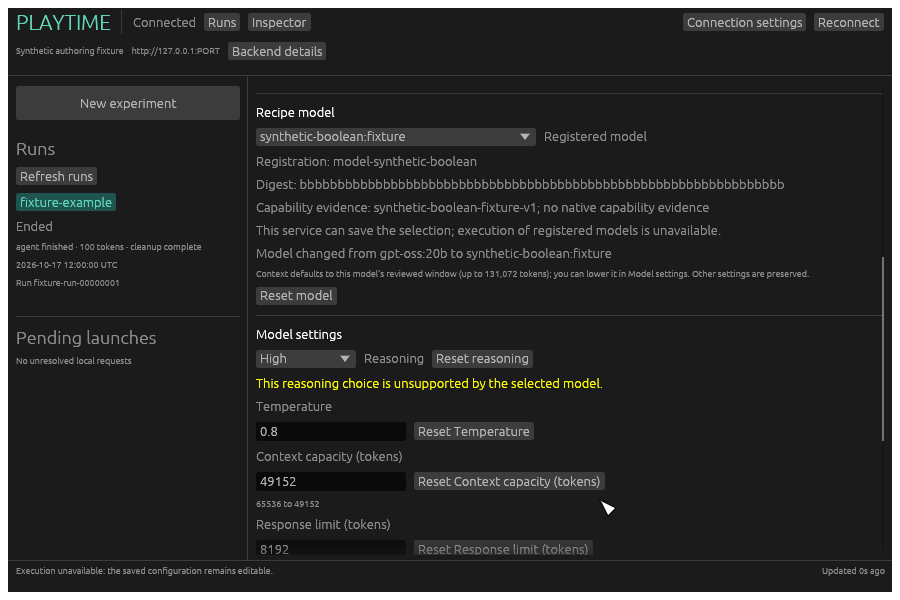 PLAYTIME Connected Runs Inspector Connection settings Reconnect
Synthetic authoring fixture http://127.0.0.1:PORT Backend details
New experiment
Runs
Refresh runs
fixture-example
Ended
agent finished · 100 tokens · cleanup complete
2026-10-17 12:00:00 UTC
Run fixture-run-00000001
Pending launches
No unresolved local requests
Recipe model
synthetic-boolean:fixture Registered model
Registration: model-synthetic-boolean
Digest: bbbbbbbbbbbbbbbbbbbbbbbbbbbbbbbbbbbbbbbbbbbbbbbbbbbbbbbbbbbbbbbb
Capability evidence: synthetic-boolean-fixture-v1; no native capability evidence
This service can save the selection; execution of registered models is unavailable.
Model changed from gpt-oss:20b to synthetic-boolean:fixture
Context defaults to this model's reviewed window (up to 131,072 tokens); you can lower it in Model settings. Other settings are preserved.
Reset model
Model settings
High Reasoning Reset reasoning
This reasoning choice is unsupported by the selected model.
Temperature
0.8 Reset Temperature
Context capacity (tokens)
49152 Reset Context capacity (tokens)
65536 to 49152
Response limit (tokens)
8192 Reset Response limit (tokens)
Execution unavailable: the saved configuration remains editable. Updated 0s ago